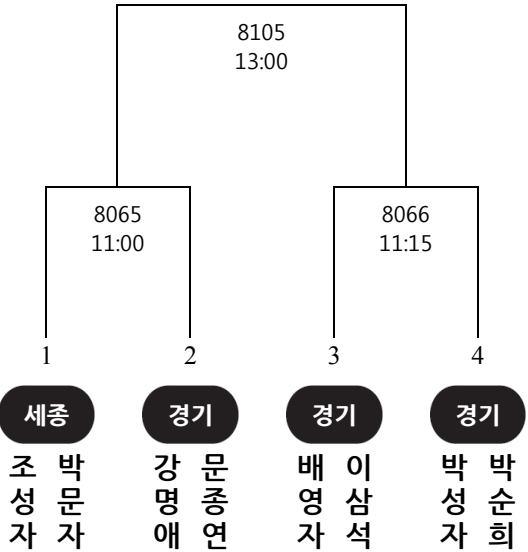 8105
13:00
8065
11:00
8066
11:15
1
2
3
4
세종
경기
경기
경기
조성자
박문자
강명애
문종연
배영자
이삼석
박성자
박순희